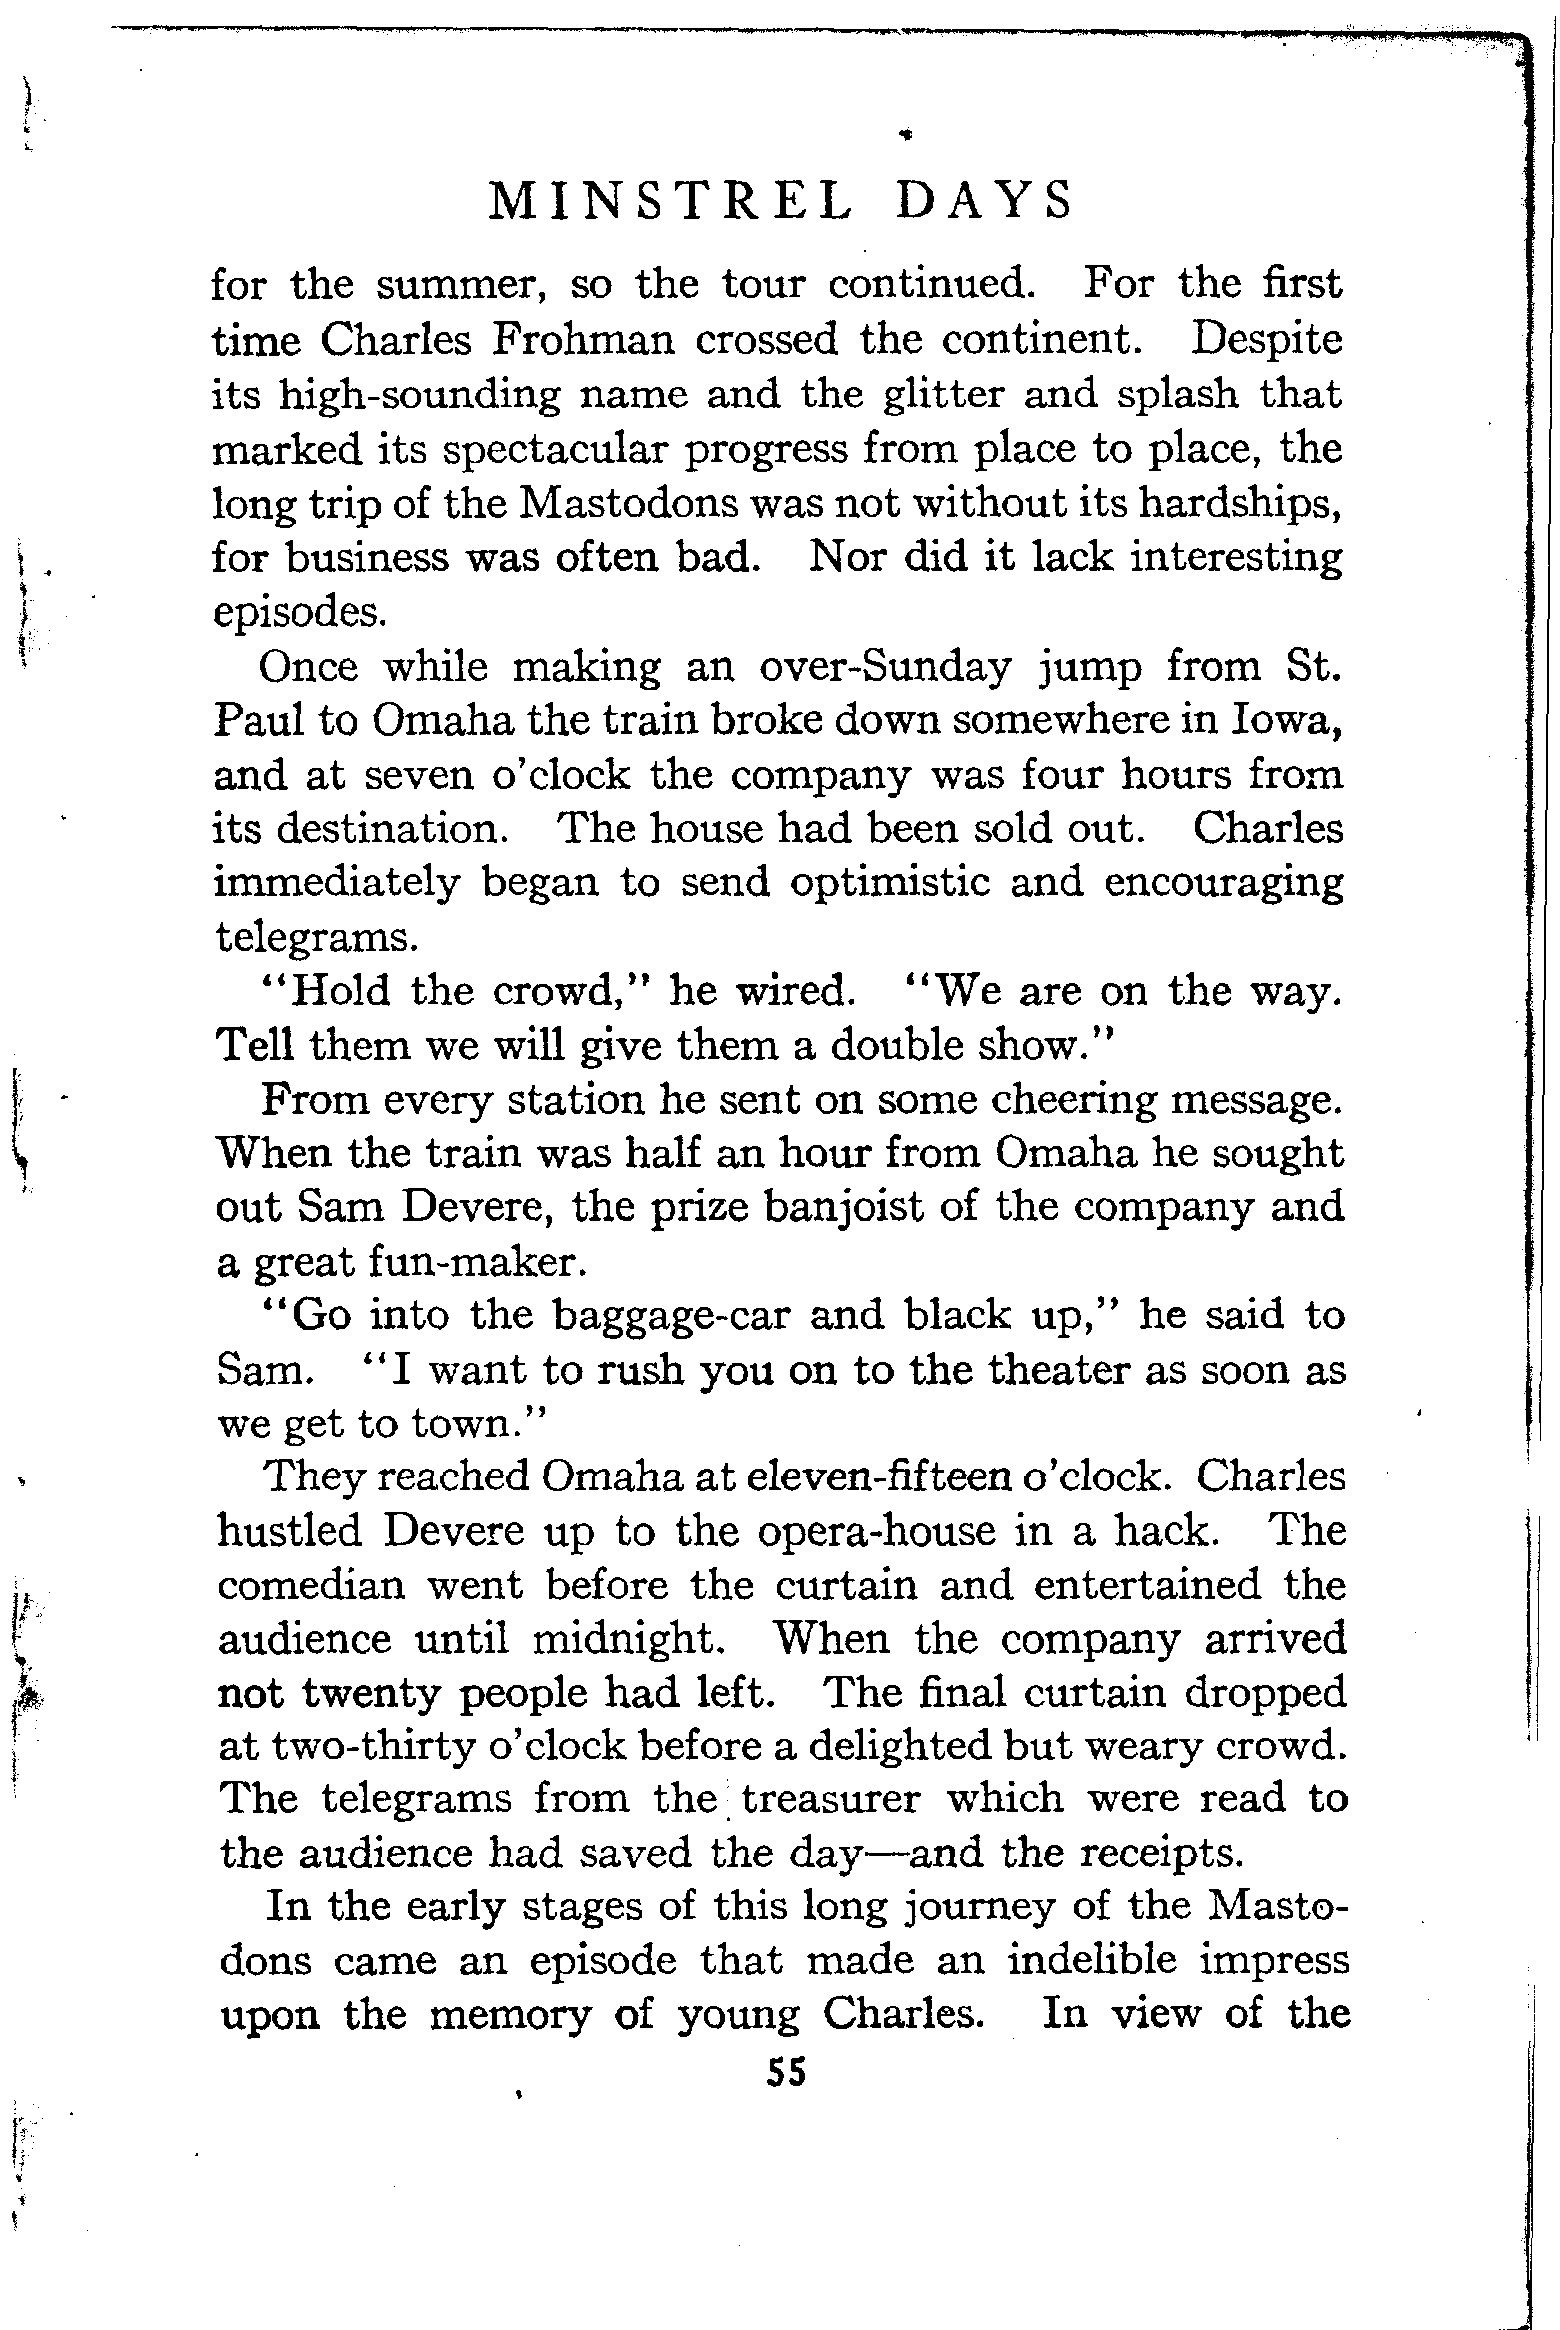 MINSTREL DAYS
for the summer, so the tour continued. For the first
time Charles Frohman crossed the continent. Despite
its high-sounding name and the glitter and splash that
marked its spectacular progress from place to place, the
long trip of the Mastodons was not without its hardships,
for business was often bad. Nor did it lack interesting
episodes.
Once while making an over-Sunday jump from St.
Paul to Omaha the train broke down somewhere in Iowa,
and at seven o'clock the company was four hours from
its destination. The house had been sold out. Charles
immediately began to send optimistic and encouraging
telegrams.
"Hold the crowd," he wired. "We are on the way.
Tell them we will give them a double show."
From every station he sent on some cheering message.
When the train was half an hour from Omaha he sought
out Sam Devere, the prize banjoist of the company and
a great fun-maker.
"Go into the baggage-car and black up," he said to
Sam. "I want to rush you on to the theater as soon as
we get to town."
They reached Omaha at eleven-fifteen o'clock. Charles
hustled Devere up to the opera-house in a hack. The
comedian went before the curtain and entertained the
audience until midnight. When the company arrived
not twenty people had left. The final curtain dropped
at two-thirty o'clock before a delighted but weary crowd.
The telegrams from the treasurer which were read to
the audience had saved the day—and the receipts.
In the early stages of this long journey of the Masto-
dons came an episode that made an indelible impress
upon the memory of young Charles. In view of the
55